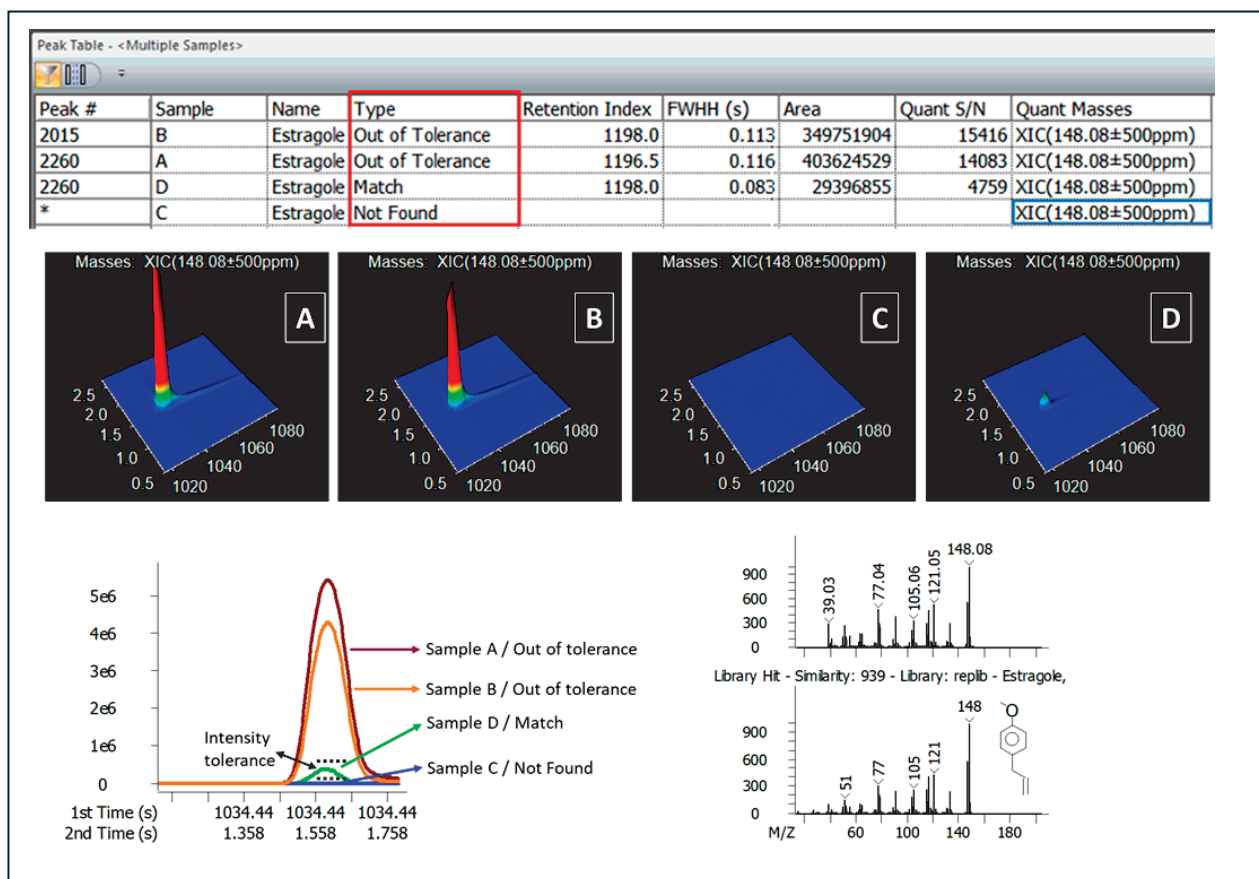 Peak Table - <Multiple Samples>
Peak # Sample Name Type Retention Index FWHH (s) Area Quant S/N Quant Masses
2015 B Estragole Out of Tolerance 1198.0 0.113 349751904 15416 XIC(148.08±500ppm)
2260 A Estragole Out of Tolerance 1196.5 0.116 403624529 14083 XIC(148.08±500ppm)
2260 D Estragole Match 1198.0 0.083 29396855 4759 XIC(148.08±500ppm)
* C Estragole Not Found XIC(148.08±500ppm)
Masses: XIC(148.08±500ppm)
A
2.5
2.0
1.5
1.0
0.5
1020
1040
1060
1080
Masses: XIC(148.08±500ppm)
B
2.5
2.0
1.5
1.0
0.5
1020
1040
1060
1080
Masses: XIC(148.08±500ppm)
C
2.5
2.0
1.5
1.0
0.5
1020
1040
1060
1080
Masses: XIC(148.08±500ppm)
D
2.5
2.0
1.5
1.0
0.5
1020
1040
1060
1080
5e6
4e6
3e6
2e6
1e6
0
Sample A / Out of tolerance
Sample B / Out of tolerance
Sample D / Match
Sample C / Not Found
Intensity
tolerance
1st Time (s) 1034.44 1034.44 1034.44
2nd Time (s) 1.358 1.558 1.758
900
600
300
0
39.03
77.04
105.06
121.05
148.08
Library Hit - Similarity: 939 - Library: replib - Estragole,
900
600
300
0
51
77
105
121
148
O
M/Z 60 100 140 180